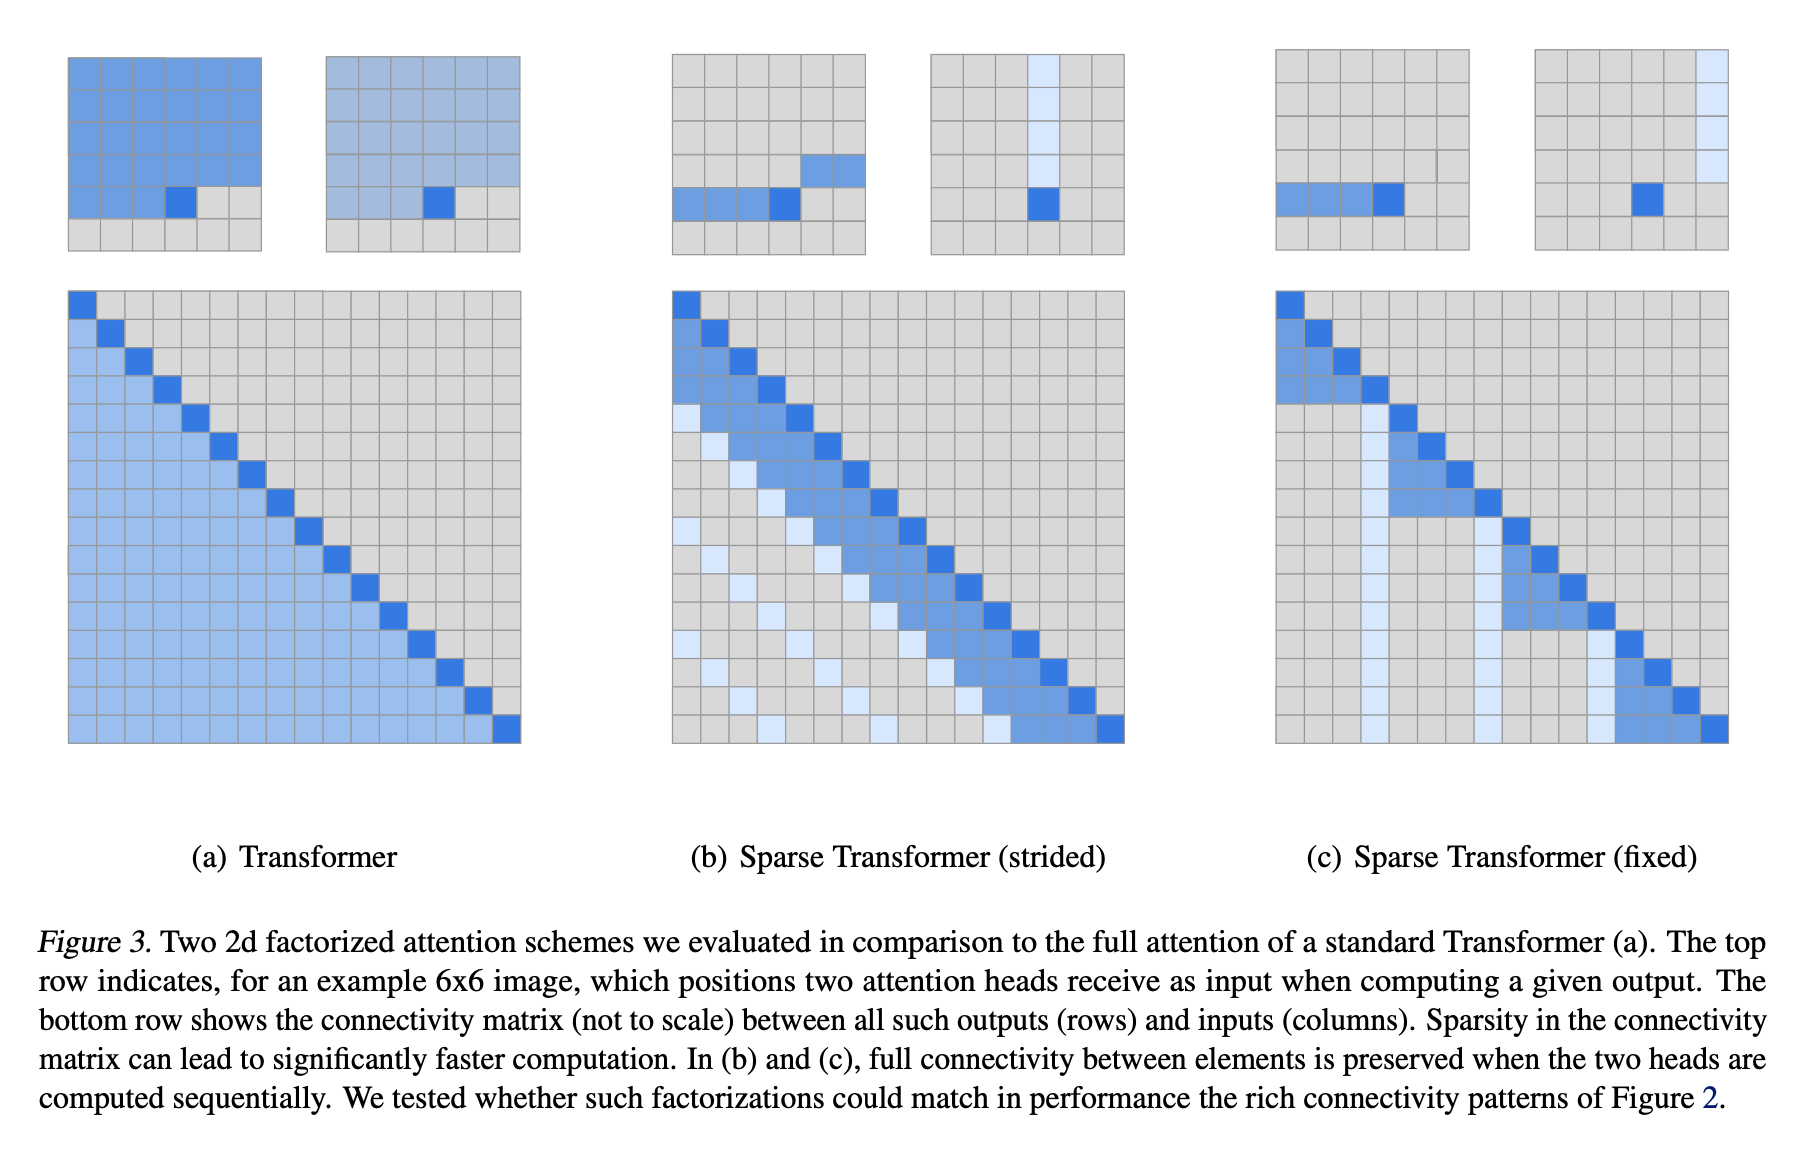 (a) Transformer
(b) Sparse Transformer (strided)
(c) Sparse Transformer (fixed)
Figure 3. Two 2d factorized attention schemes we evaluated in comparison to the full attention of a standard Transformer (a). The top
row indicates, for an example 6x6 image, which positions two attention heads receive as input when computing a given output. The
bottom row shows the connectivity matrix (not to scale) between all such outputs (rows) and inputs (columns). Sparsity in the connectivity
matrix can lead to significantly faster computation. In (b) and (c), full connectivity between elements is preserved when the two heads are
computed sequentially. We tested whether such factorizations could match in performance the rich connectivity patterns of Figure 2.